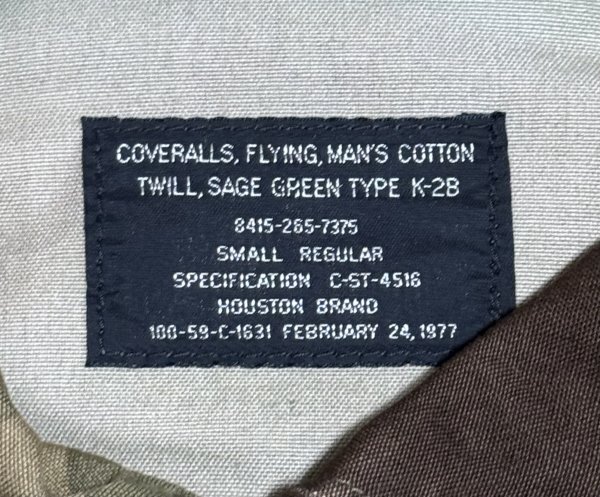 COVERALLS, FLYING, MAN'S COTTON
TWILL, SAGE GREEN TYPE K-2B
8415-265-7375
SMALL REGULAR
SPECIFICATION C-ST-4516
HOUSTON BRAND
100-59-C-1631 FEBRUARY 24, 1977